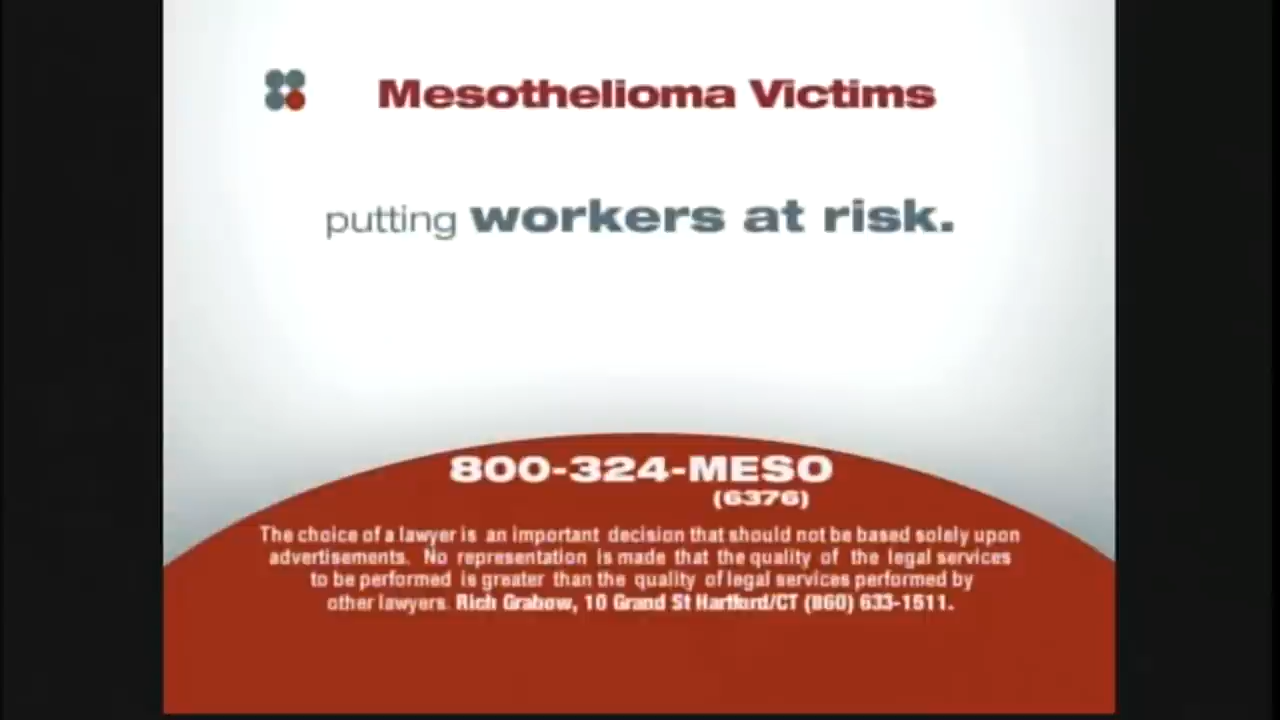 Mesothelioma Victims
putting workers at risk.
800-324-MESO
(6376)
The choice of a lawyer is an important decision that should not be based solely upon
advertisements. No representation is made that the quality of the legal services
to be performed is greater than the quality of legal services performed by
other lawyers. Rich Grabow, 10 Grand St Hartford/CT (860) 633-1511.